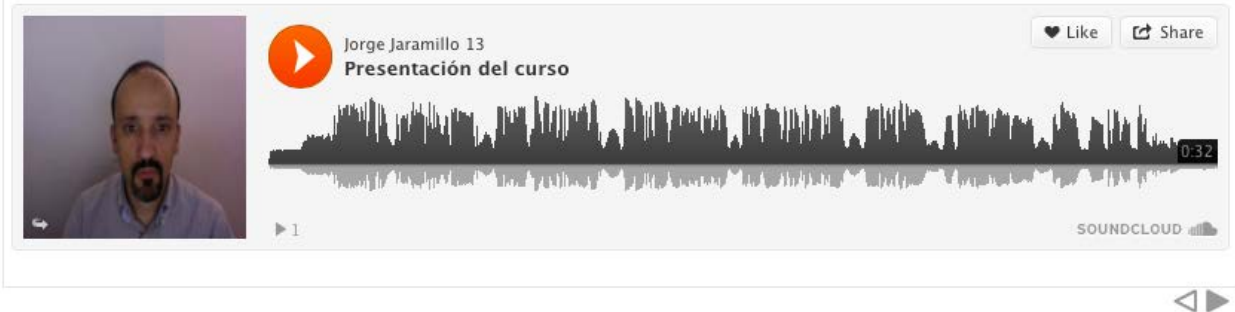 Jorge Jaramillo 13
Presentación del curso
Like
Share
0:32
1
SOUNDCLOUD